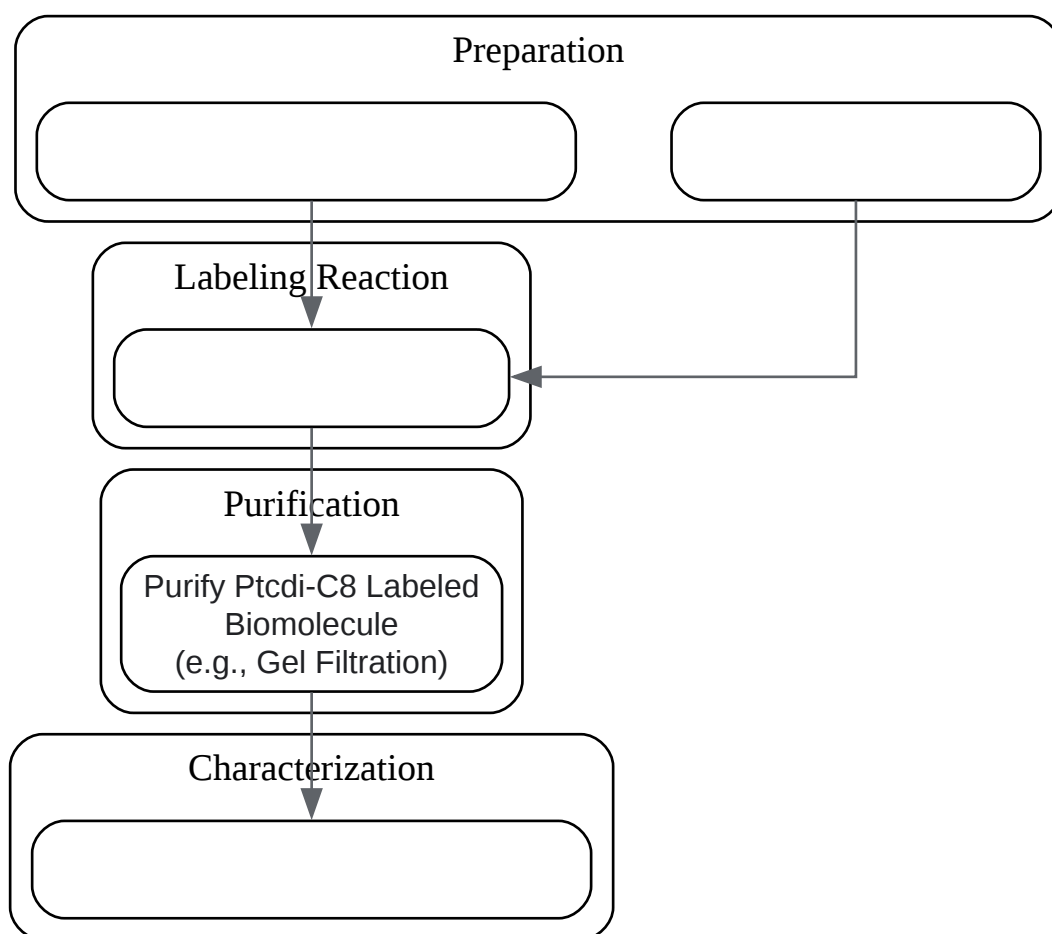 Preparation
Labeling Reaction
Purification
Purify Ptcdi-C8 Labeled
Biomolecule
(e.g., Gel Filtration)
Characterization